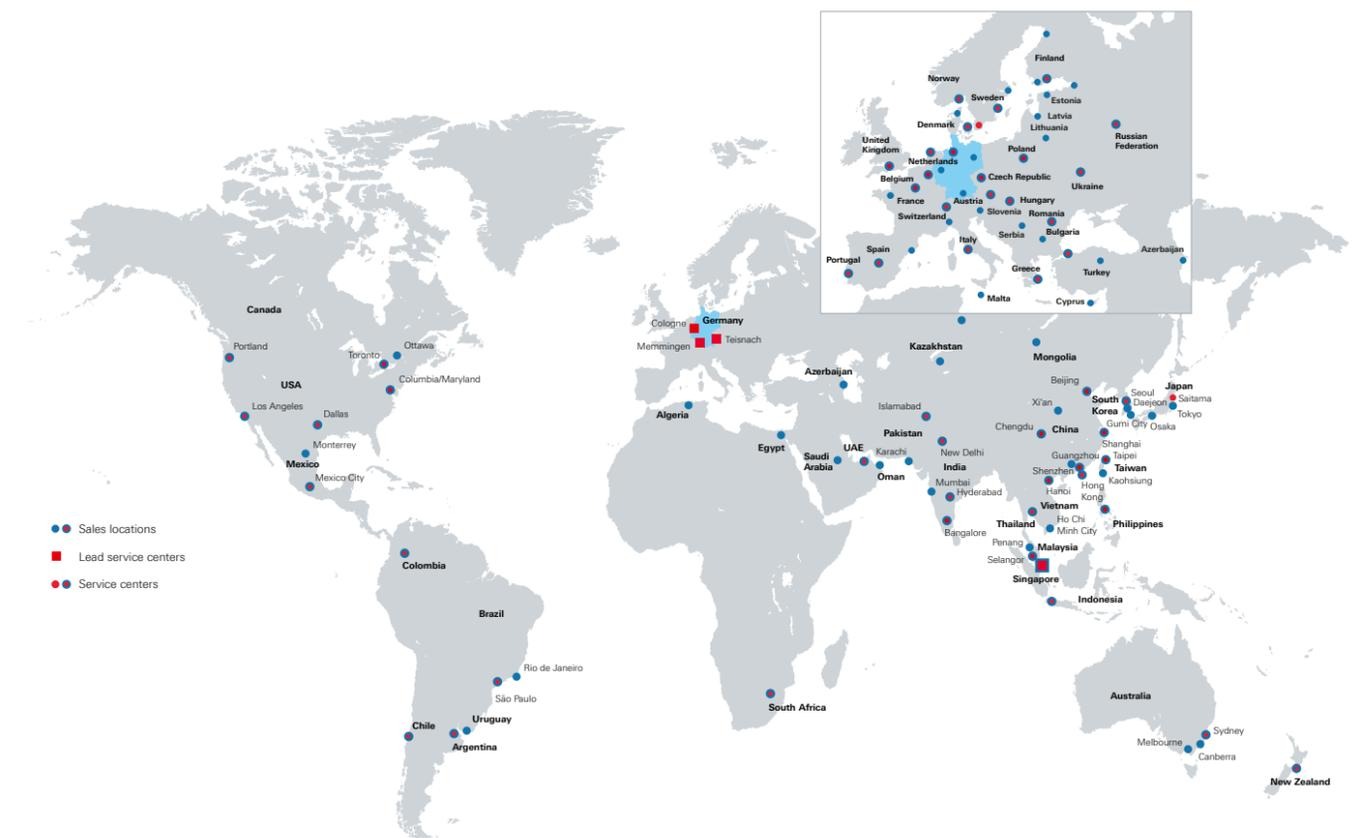 Finland
Norway
Sweden
Estonia
Latvia
Denmark
Lithuania
Russian
Federation
United
Kingdom
Poland
Netherlands
Belgium
Czech Republic
Ukraine
France
Austria
Hungary
Switzerland
Slovenia
Romania
Serbia
Bulgaria
Italy
Spain
Azerbaijan
Portugal
Greece
Turkey
Malta
Cyprus
Canada
Portland
Toronto
Ottawa
USA
Columbia/Maryland
Los Angeles
Dallas
Monterrey
Mexico
Mexico City
Cologne
Germany
Memmingen
Teisnach
Kazakhstan
Mongolia
Azerbaijan
Beijing
Japan
Seoul
South
Korea
Daejeon
Saitama
Tokyo
Algeria
Islamabad
Xi'an
Gumi City
Osaka
Chengdu
China
Pakistan
Shanghai
Egypt
Saudi
Arabia
UAE
Karachi
New Delhi
India
Guangzhou
Taipei
Shenzhen
Taiwan
Oman
Kaohsiung
Mumbai
Hyderabad
Hanoi
Hong
Kong
Vietnam
Thailand
Ho Chi
Minh City
Philippines
Bangalore
Penang
Malaysia
Selangor
Singapore
Indonesia
Sales locations
Lead service centers
Service centers
Colombia
Brazil
Rio de Janeiro
São Paulo
Chile
Uruguay
Argentina
South Africa
Australia
Sydney
Melbourne
Canberra
New Zealand